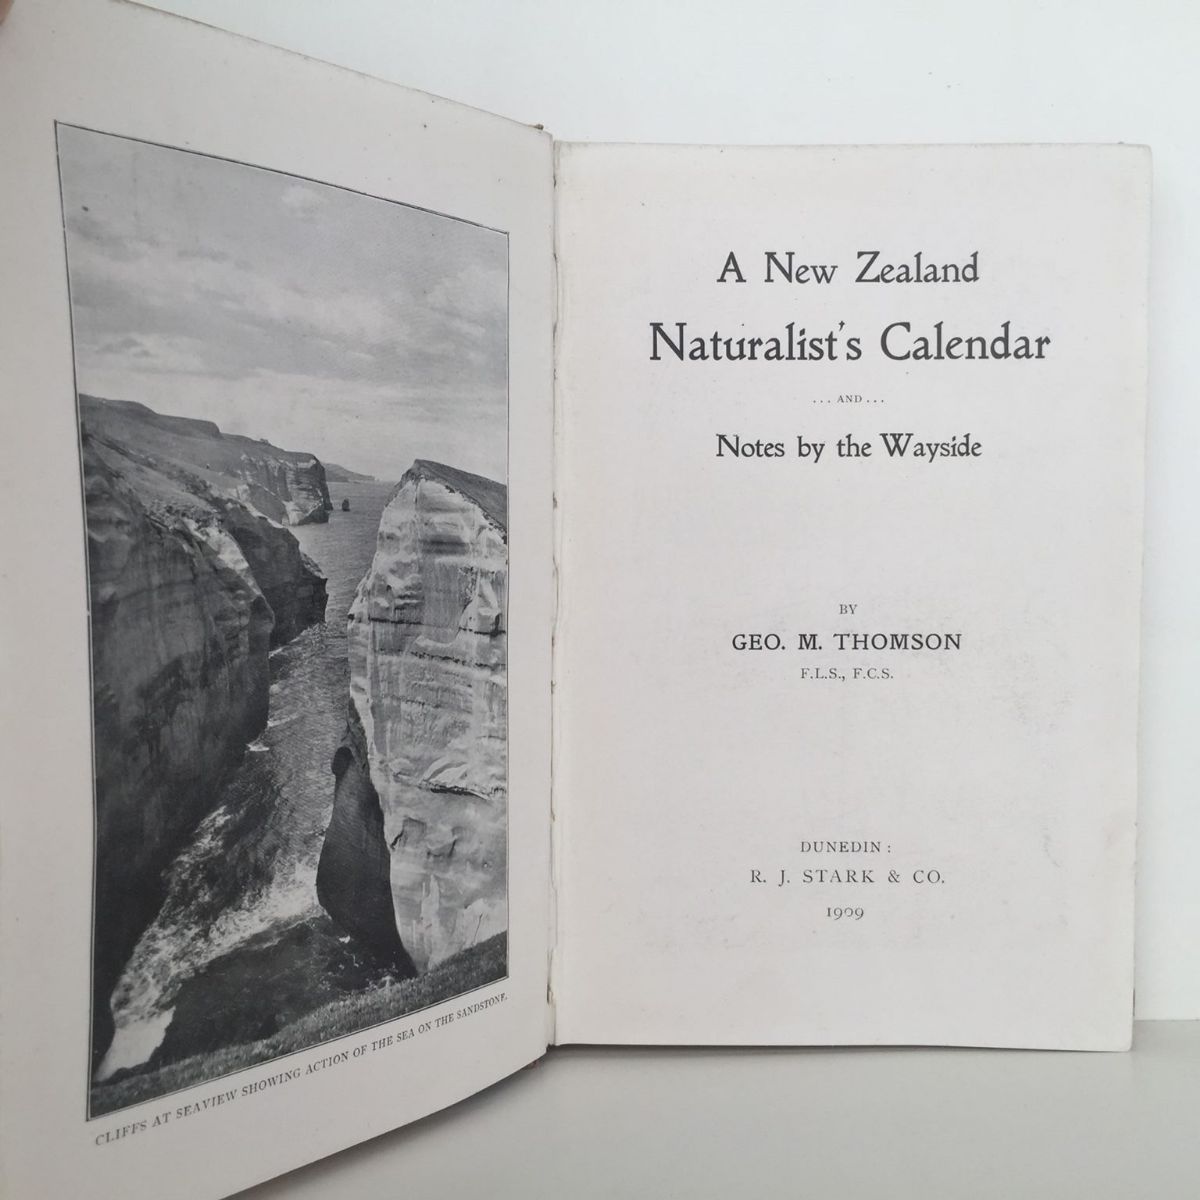 CLIFFS AT SEAVIEW SHOWING ACTION OF THE SEA ON THE SANDSTONE.
A New Zealand
Naturalist's Calendar
... AND ...
Notes by the Wayside
BY
GEO. M. THOMSON
F.L.S., F.C.S.
DUNEDIN:
R. J. STARK & CO.
1909